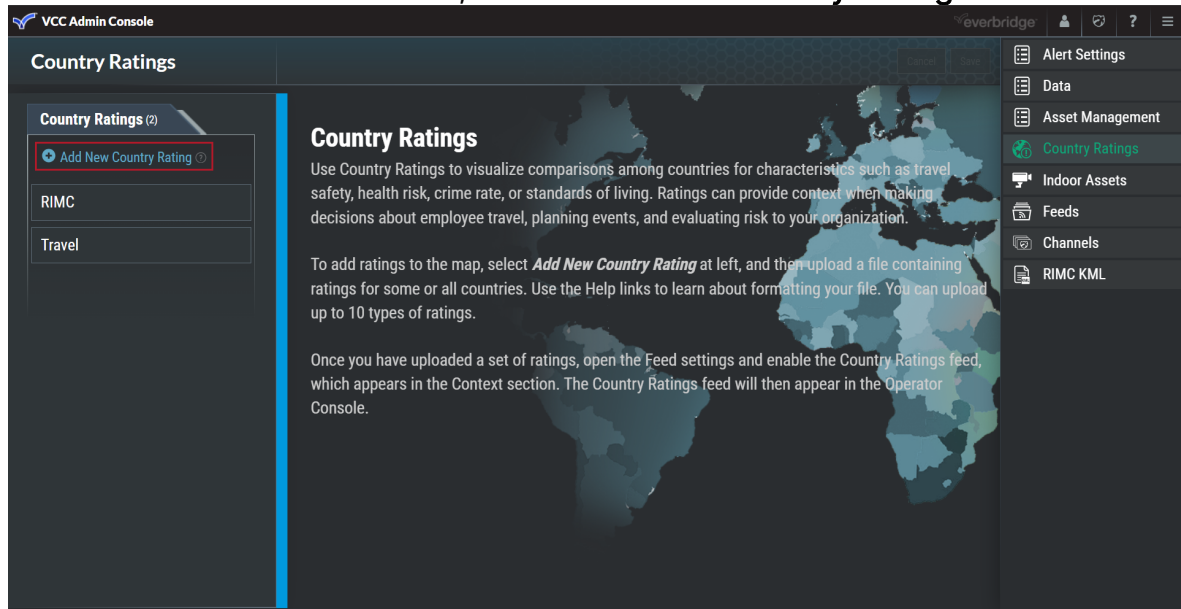 VCC Admin Console
everbridge
?
Country Ratings
Cancel
Save
Country Ratings (2)
Add New Country Rating ?
RIMC
Travel
Country Ratings
Use Country Ratings to visualize comparisons among countries for characteristics such as travel
safety, health risk, crime rate, or standards of living. Ratings can provide context when making
decisions about employee travel, planning events, and evaluating risk to your organization.
To add ratings to the map, select Add New Country Rating at left, and then upload a file containing
ratings for some or all countries. Use the Help links to learn about formatting your file. You can upload
up to 10 types of ratings.
Once you have uploaded a set of ratings, open the Feed settings and enable the Country Ratings feed,
which appears in the Context section. The Country Ratings feed will then appear in the Operator
Console.
Alert Settings
Data
Asset Management
Country Ratings
Indoor Assets
Feeds
Channels
RIMC KML